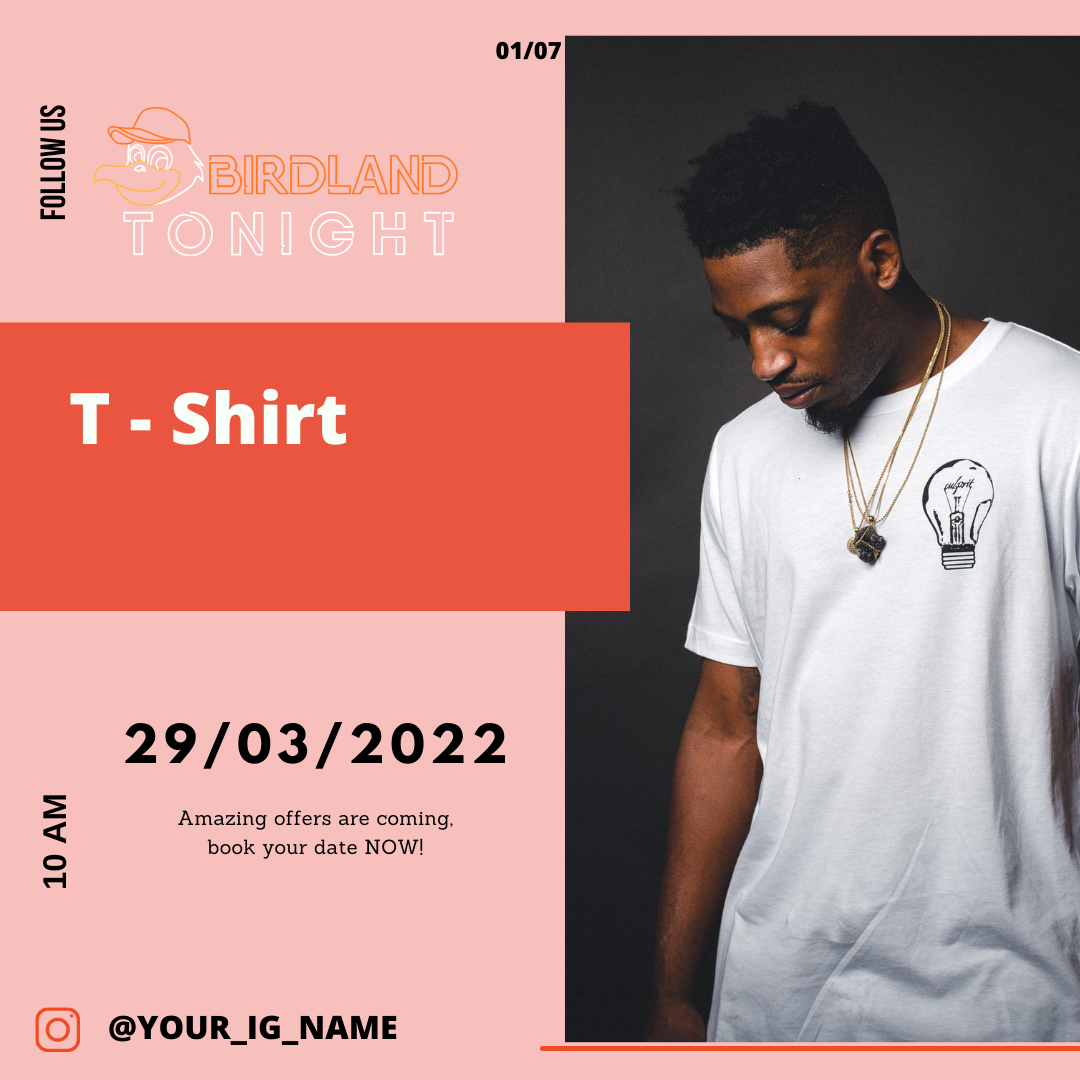 01/07
FOLLOW US
BIRDLAND
TONIGHT
T - Shirt
culprit
29/03/2022
Amazing offers are coming,
book your date NOW!
10 AM
@YOUR_IG_NAME